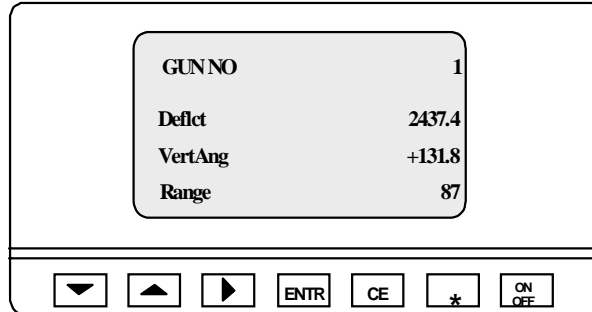 GUN NO 1
Deflct 2437.4
VertAng +131.8
Range 87
ENTR CE * ON
OFF